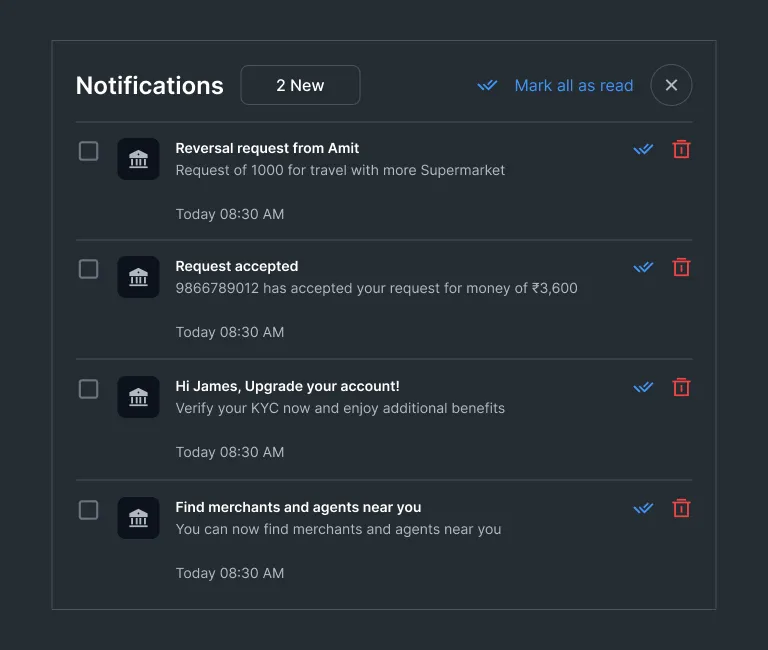 Notifications
2 New
Mark all as read
Reversal request from Amit
Request of 1000 for travel with more Supermarket
Today 08:30 AM
Request accepted
9866789012 has accepted your request for money of ₹3,600
Today 08:30 AM
Hi James, Upgrade your account!
Verify your KYC now and enjoy additional benefits
Today 08:30 AM
Find merchants and agents near you
You can now find merchants and agents near you
Today 08:30 AM